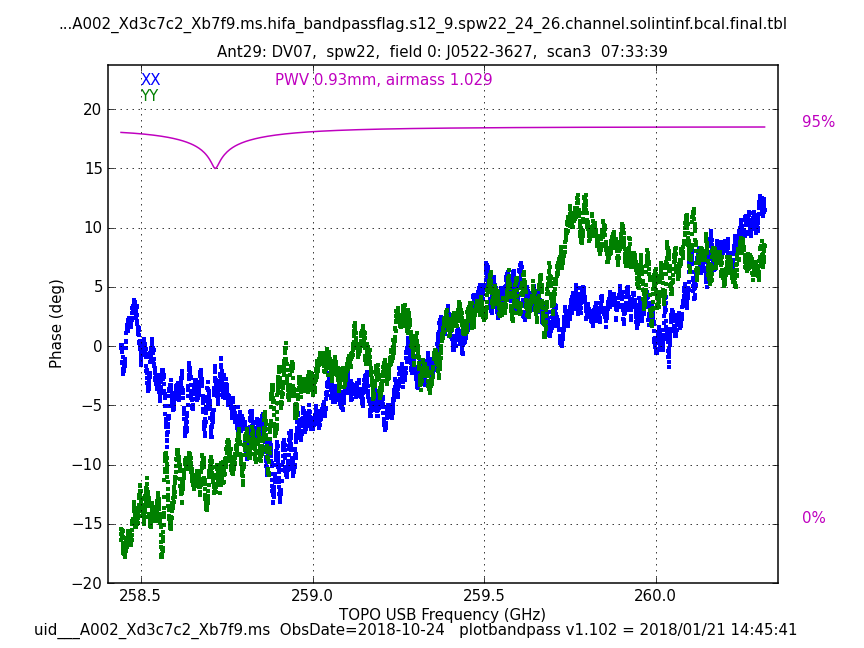 ...A002_Xd3c7c2_Xb7f9.ms.hifa_bandpassflag.s12_9.spw22_24_26.channel.solintinf.bcal.final.tbl
Ant29: DV07, spw22, field 0: J0522-3627, scan3 07:33:39
XX
PWV 0.93mm, airmass 1.029
YY
95%
0%
20
15
10
5
0
−5
−10
−15
−20
Phase (deg)
258.5
259.0
259.5
260.0
TOPO USB Frequency (GHz)
uid___A002_Xd3c7c2_Xb7f9.ms ObsDate=2018-10-24 plotbandpass v1.102 = 2018/01/21 14:45:41